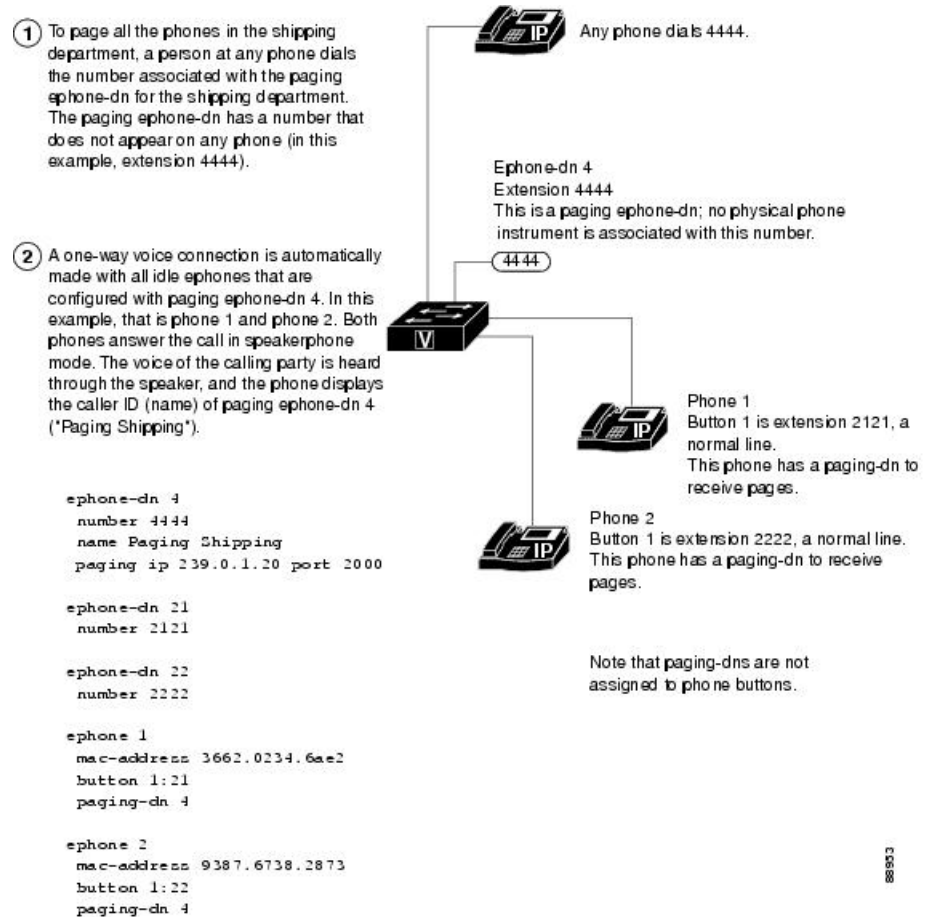 1 To page all the phones in the shipping
department, a person at any phone dials
the number associated with the paging
ephone-dn for the shipping department.
The paging ephone-dn has a number that
does not appear on any phone (in this
example, extension 4444).
IP
Any phone dials 4444.
Ephone-dn 4
Extension 4444
This is a paging ephone-dn; no physical phone
instrument is associated with this number.
4444
2 A one-way voice connection is automatically
made with all idle ephones that are
configured with paging ephone-dn 4. In this
example, that is phone 1 and phone 2. Both
phones answer the call in speakerphone
mode. The voice of the calling party is heard
through the speaker, and the phone displays
the caller ID (name) of paging ephone-dn 4
("Paging Shipping").
V
IP
Phone 1
Button 1 is extension 2121, a
normal line.
This phone has a paging-dn to
receive pages.
IP
Phone 2
Button 1 is extension 2222, a normal line.
This phone has a paging-dn to receive
pages.
Note that paging-dns are not
assigned to phone buttons.
ephone-dn 4
number 4444
name Paging Shipping
paging ip 239.0.1.20 port 2000
ephone-dn 21
number 2121
ephone-dn 22
number 2222
ephone 1
mac-address 3662.0234.6ae2
button 1:21
paging-dn 4
ephone 2
mac-address 9387.6738.2873
button 1:22
paging-dn 4
88953